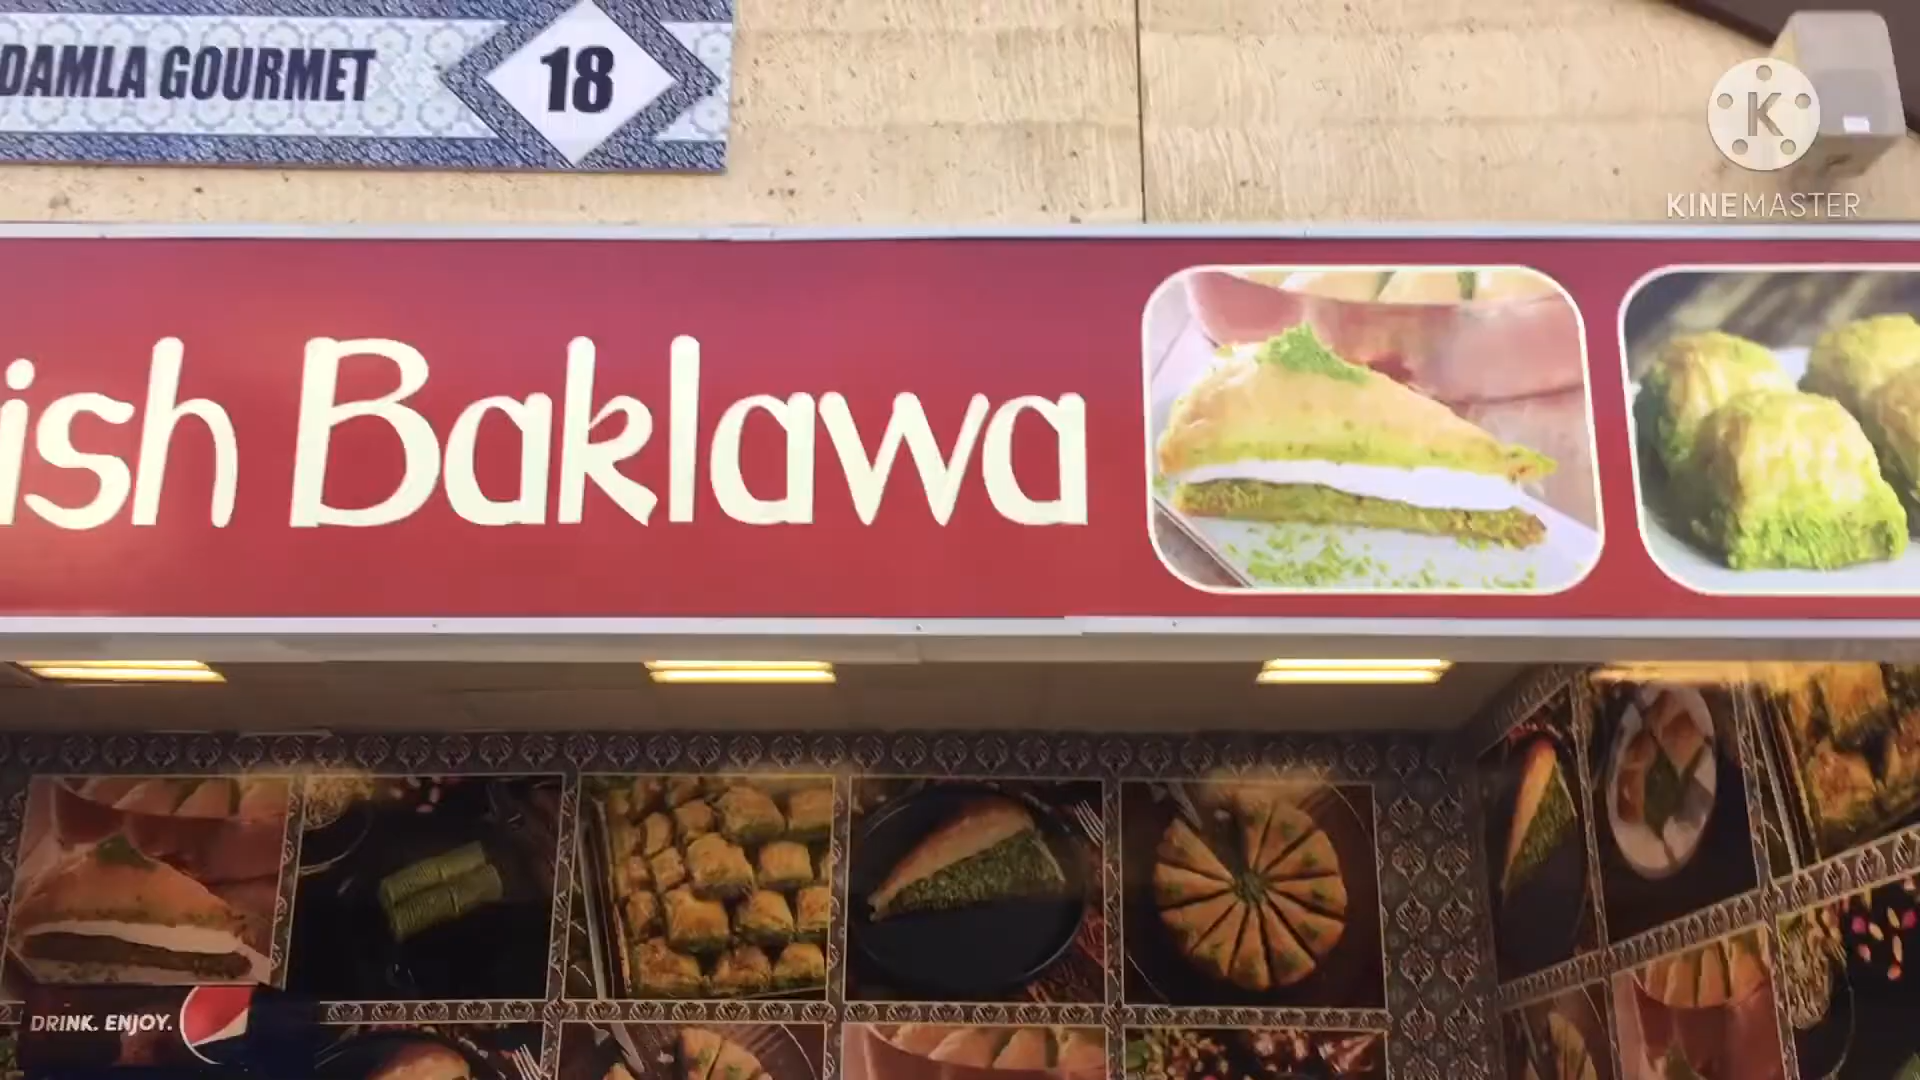 DAMLA GOURMET
18
K
KINEMASTER
ish Baklawa
DRINK. ENJOY.